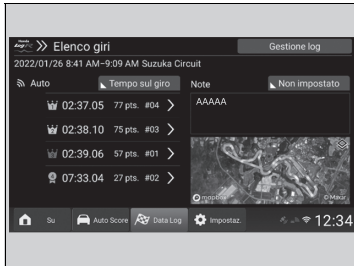 Honda
LogR Elenco giri
Gestione log
2022/01/26 8:41 AM–9:09 AM Suzuka Circuit
Auto
Tempo sul giro
Note
Non impostato
02:37.05 77 pts. #04
02:38.10 75 pts. #03
02:39.06 57 pts. #01
07:33.04 27 pts. #02
AAAAA
mapbox
© Maxar
Su
Auto Score
Data Log
Impostaz.
12:34